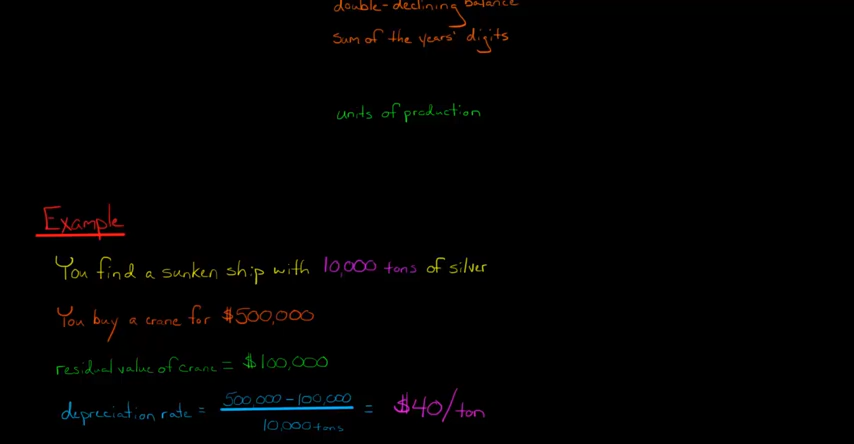 double-declining balance
sum of the years' digits
units of production
Example
You find a sunken ship with 10,000 tons of silver
You buy a crane for $500,000
residual value of crane = $100,000
depreciation rate = 500,000 - 100,000 / 10,000 tons = $40/ton